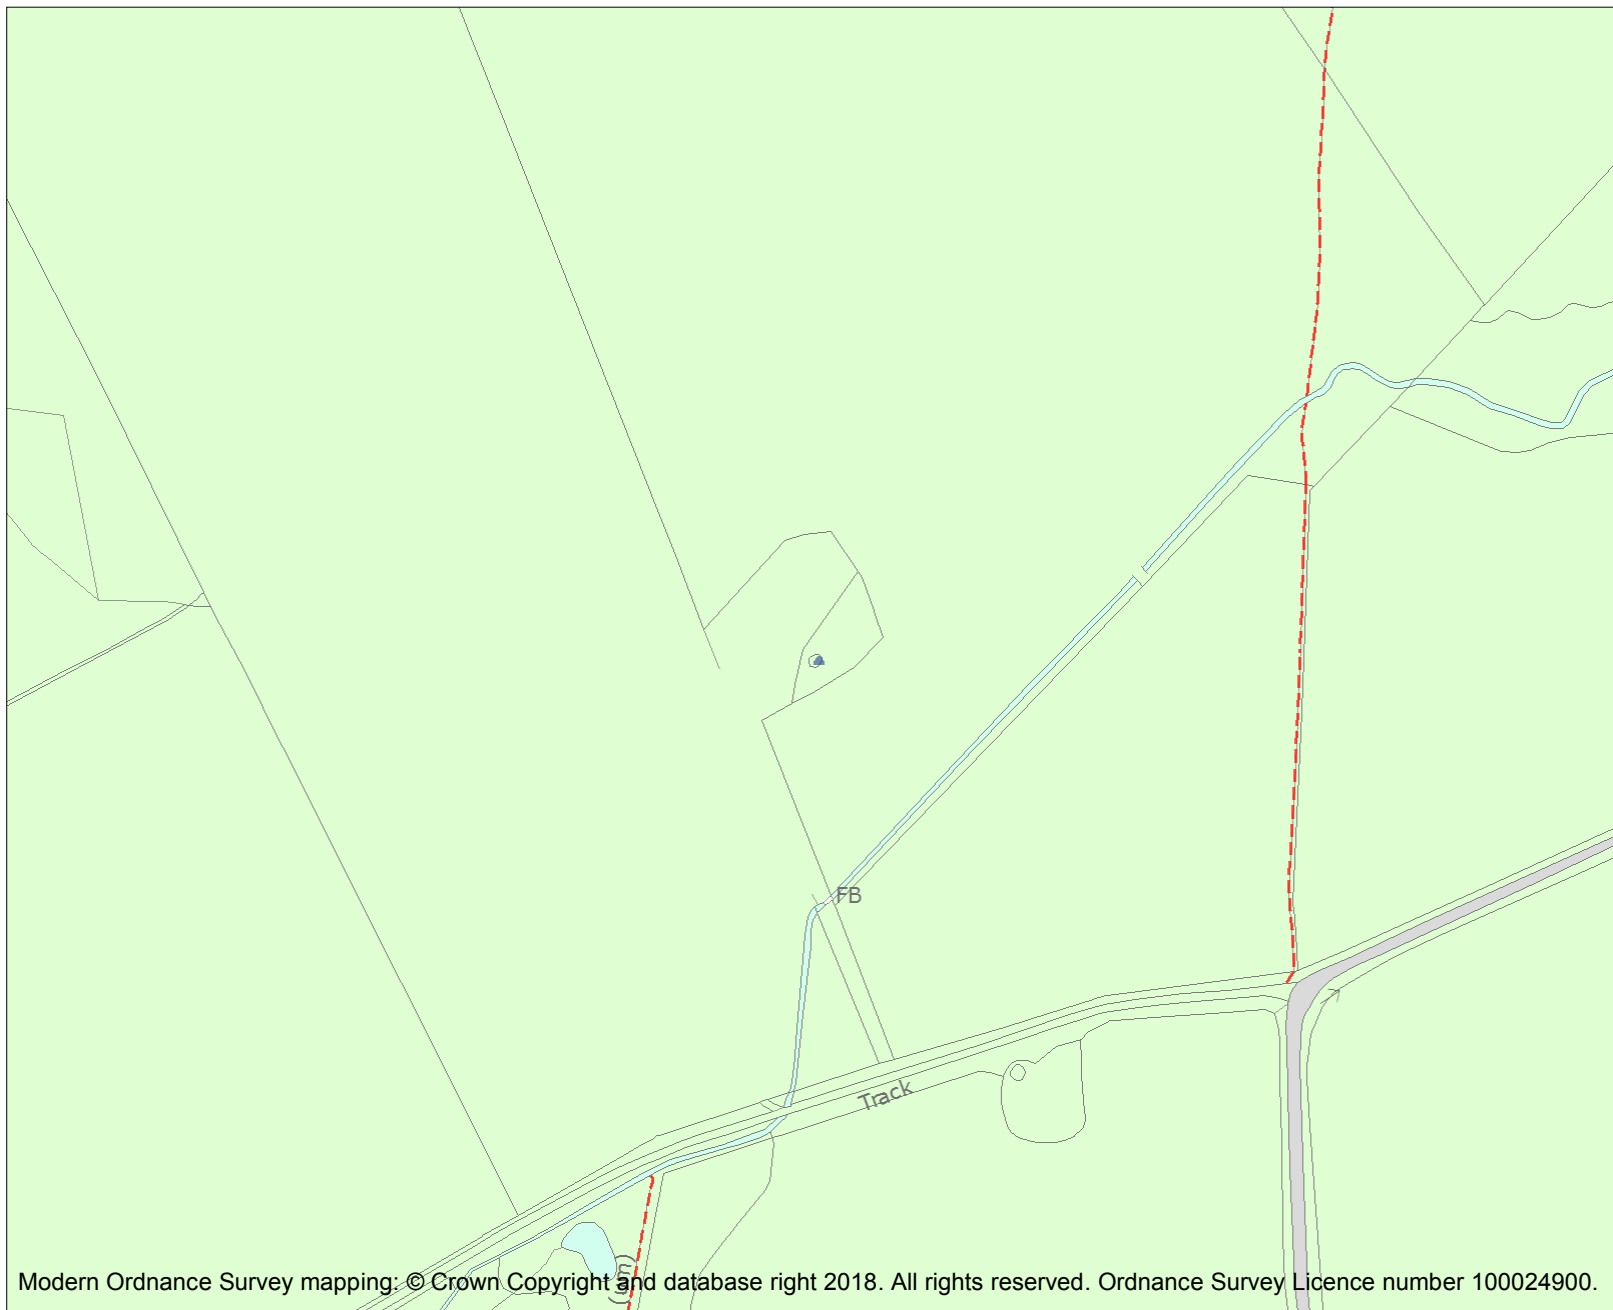 FB
Track
(um)
Modern Ordnance Survey mapping: © Crown Copyright and database right 2018. All rights reserved. Ordnance Survey Licence number 100024900.